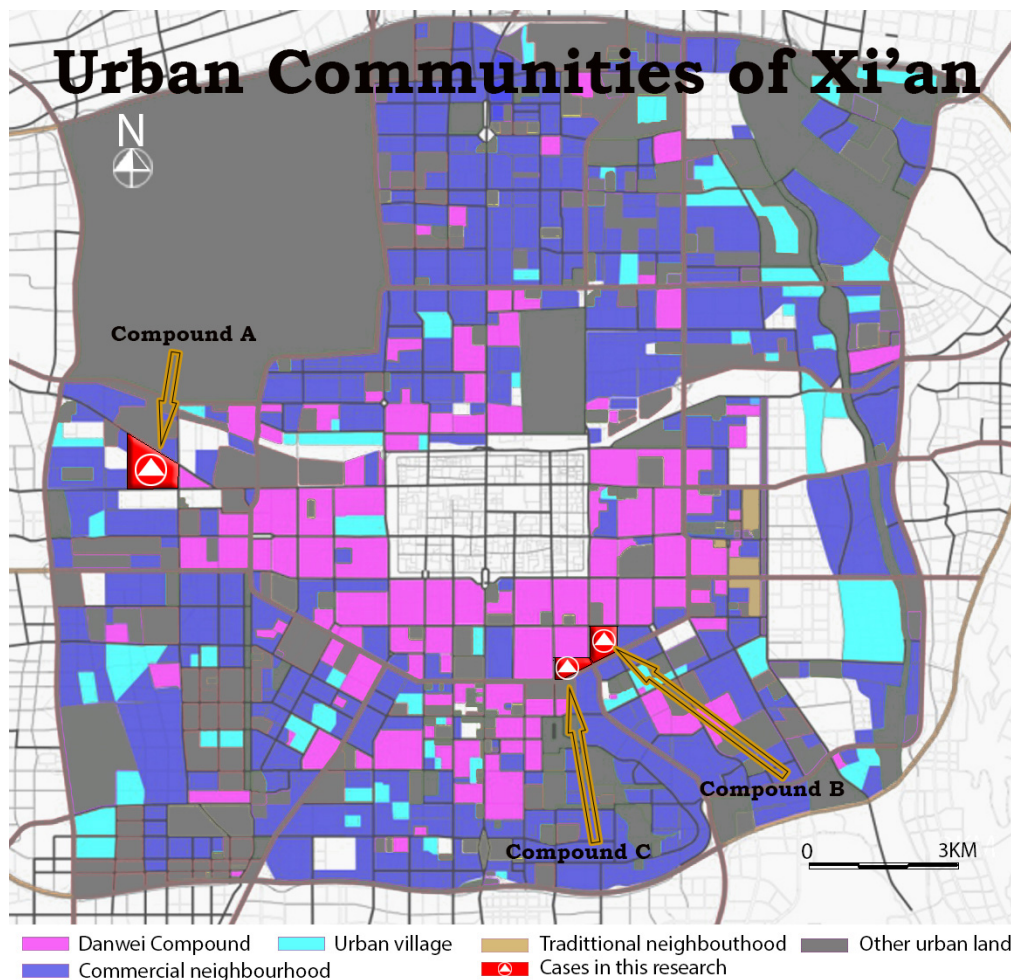 Urban Communities of Xi’an
N
Compound A
Compound B
Compound C
0 3KM
Danwei Compound
Urban village
Tradittional neighbouthood
Other urban land
Commercial neighbourhood
Cases in this research